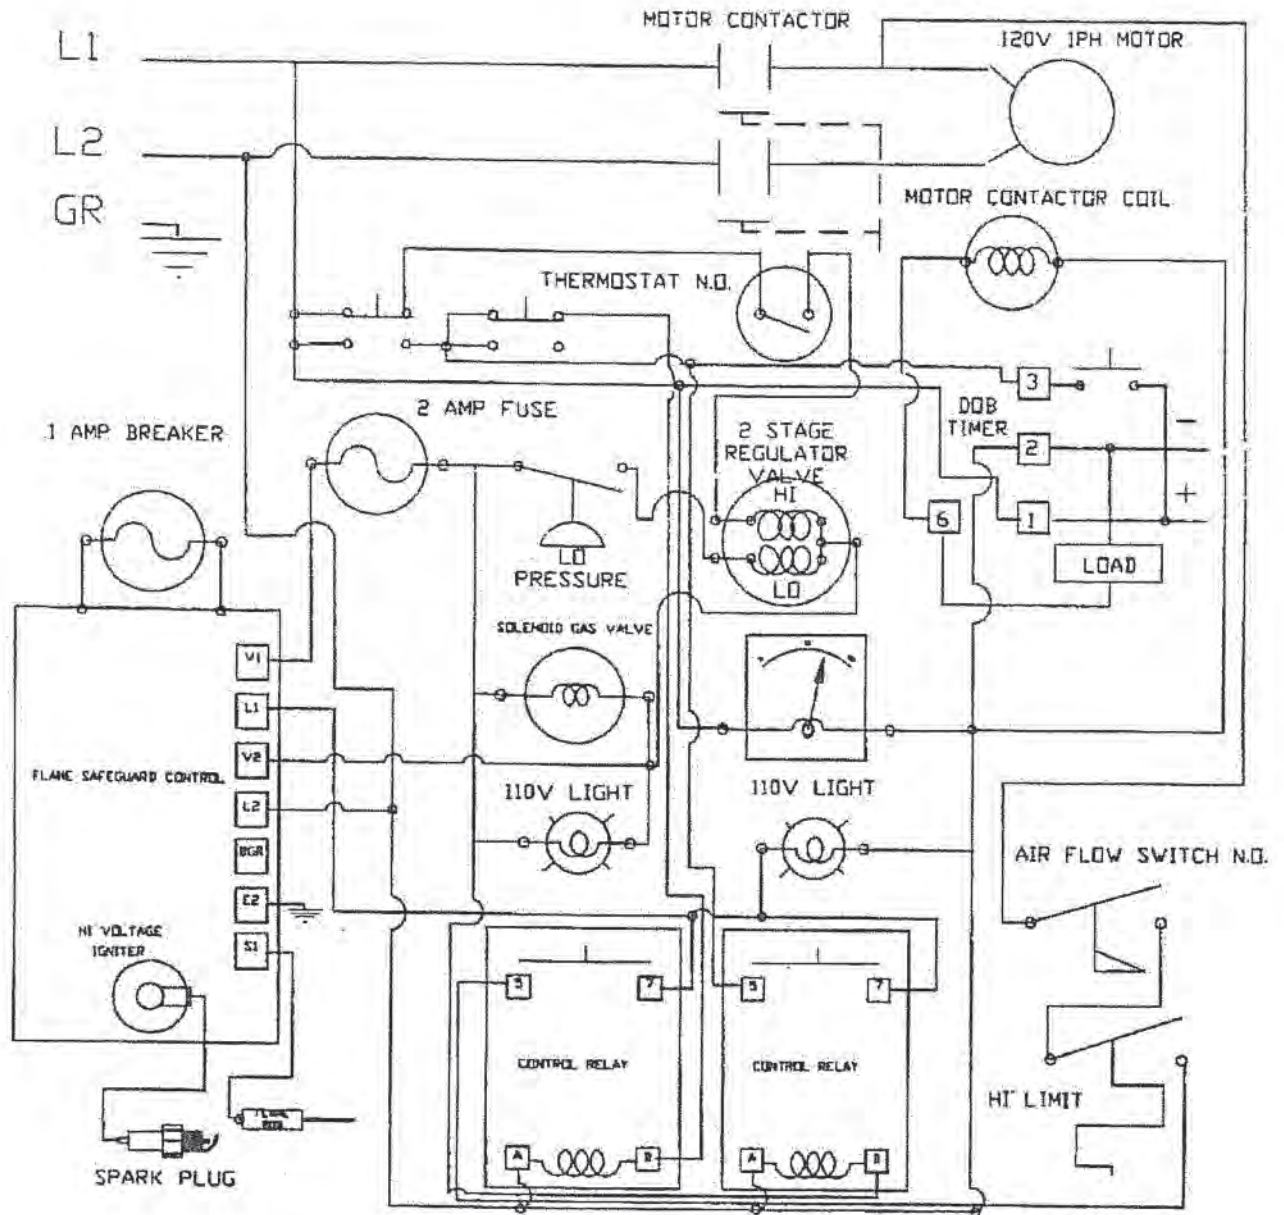 MOTOR CONTACTOR
L1
120V 1PH MOTOR
L2
GR
MOTOR CONTACTOR COIL
THERMOSTAT N.O.
3
2 AMP FUSE
DOB
TIMER
1 AMP BREAKER
2 STAGE
REGULATOR
VALVE
HI
2
-
+
6
1
LO
PRESSURE
LO
LOAD
SOLENOID GAS VALVE
V1
L1
V2
FLAME SAFEGUARD CONTROL
110V LIGHT
110V LIGHT
L2
BGR
AIR FLOW SWITCH N.O.
E2
HI VOLTAGE
IGNITER
S1
5
7
5
7
CONTROL RELAY
CONTROL RELAY
HI LIMIT
A
B
A
B
SPARK PLUG